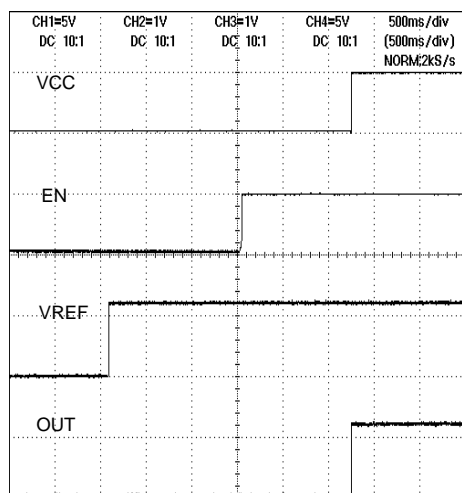 CH1=5V CH2=1V CH3=1V CH4=5V 500ms/div
DC 10:1 DC 10:1 DC 10:1 DC 10:1 (500ms/div)
NORM:2kS/s
VCC
EN
VREF
OUT